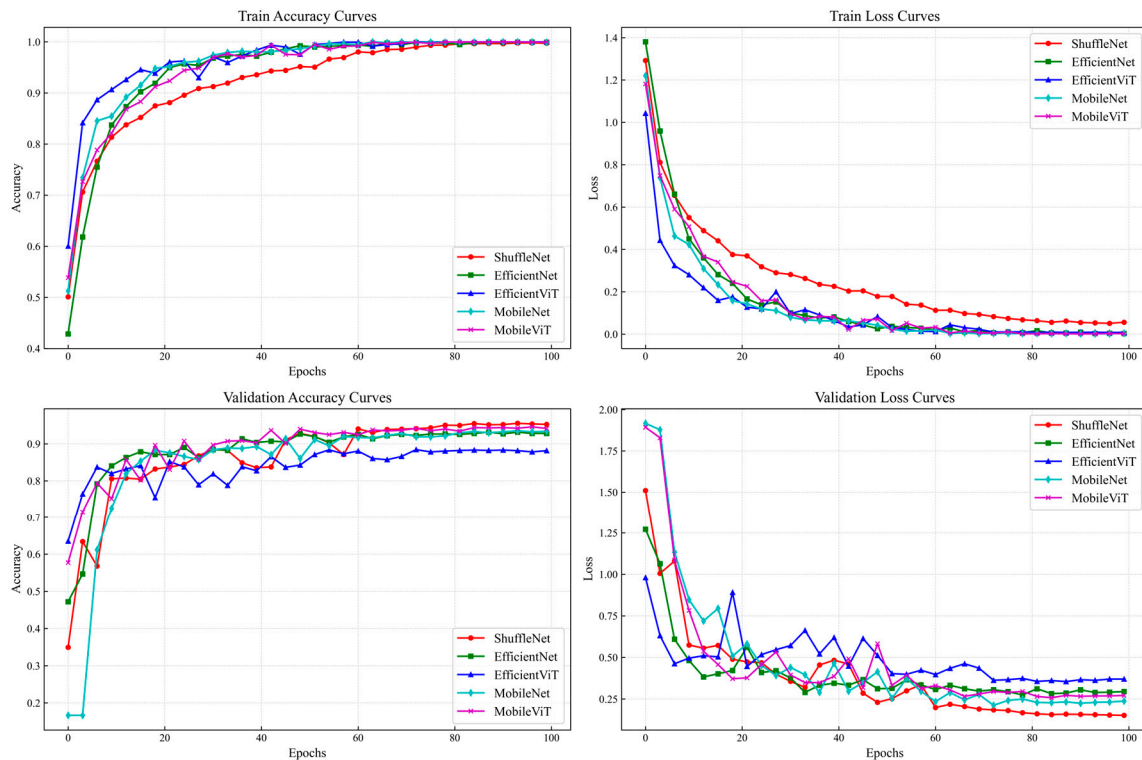 Train Accuracy Curves
1.0
0.9
0.8
0.7
0.6
0.5
0.4
Accuracy
0 20 40 60 80 100
Epochs
ShuffleNet
EfficientNet
EfficientViT
MobileNet
MobileViT
Train Loss Curves
1.4
1.2
1.0
0.8
0.6
0.4
0.2
0.0
Loss
0 20 40 60 80 100
Epochs
ShuffleNet
EfficientNet
EfficientViT
MobileNet
MobileViT
Validation Accuracy Curves
0.9
0.8
0.7
0.6
0.5
0.4
0.3
0.2
Accuracy
0 20 40 60 80 100
Epochs
ShuffleNet
EfficientNet
EfficientViT
MobileNet
MobileViT
Validation Loss Curves
2.00
1.75
1.50
1.25
1.00
0.75
0.50
0.25
Loss
0 20 40 60 80 100
Epochs
ShuffleNet
EfficientNet
EfficientViT
MobileNet
MobileViT